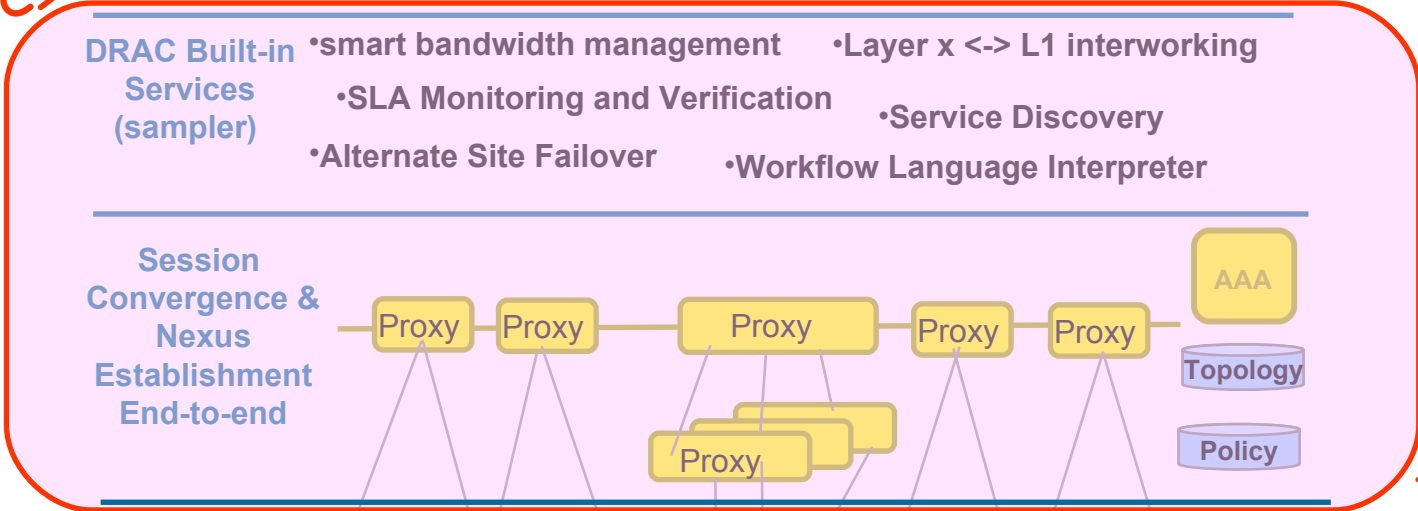 DRAC Built-in
Services
(sampler)
•smart bandwidth management
•Layer x <-> L1 interworking
•SLA Monitoring and Verification
•Service Discovery
•Alternate Site Failover
•Workflow Language Interpreter
Session
Convergence &
Nexus
Establishment
End-to-end
Proxy
Proxy
Proxy
Proxy
Proxy
Proxy
AAA
Topology
Policy